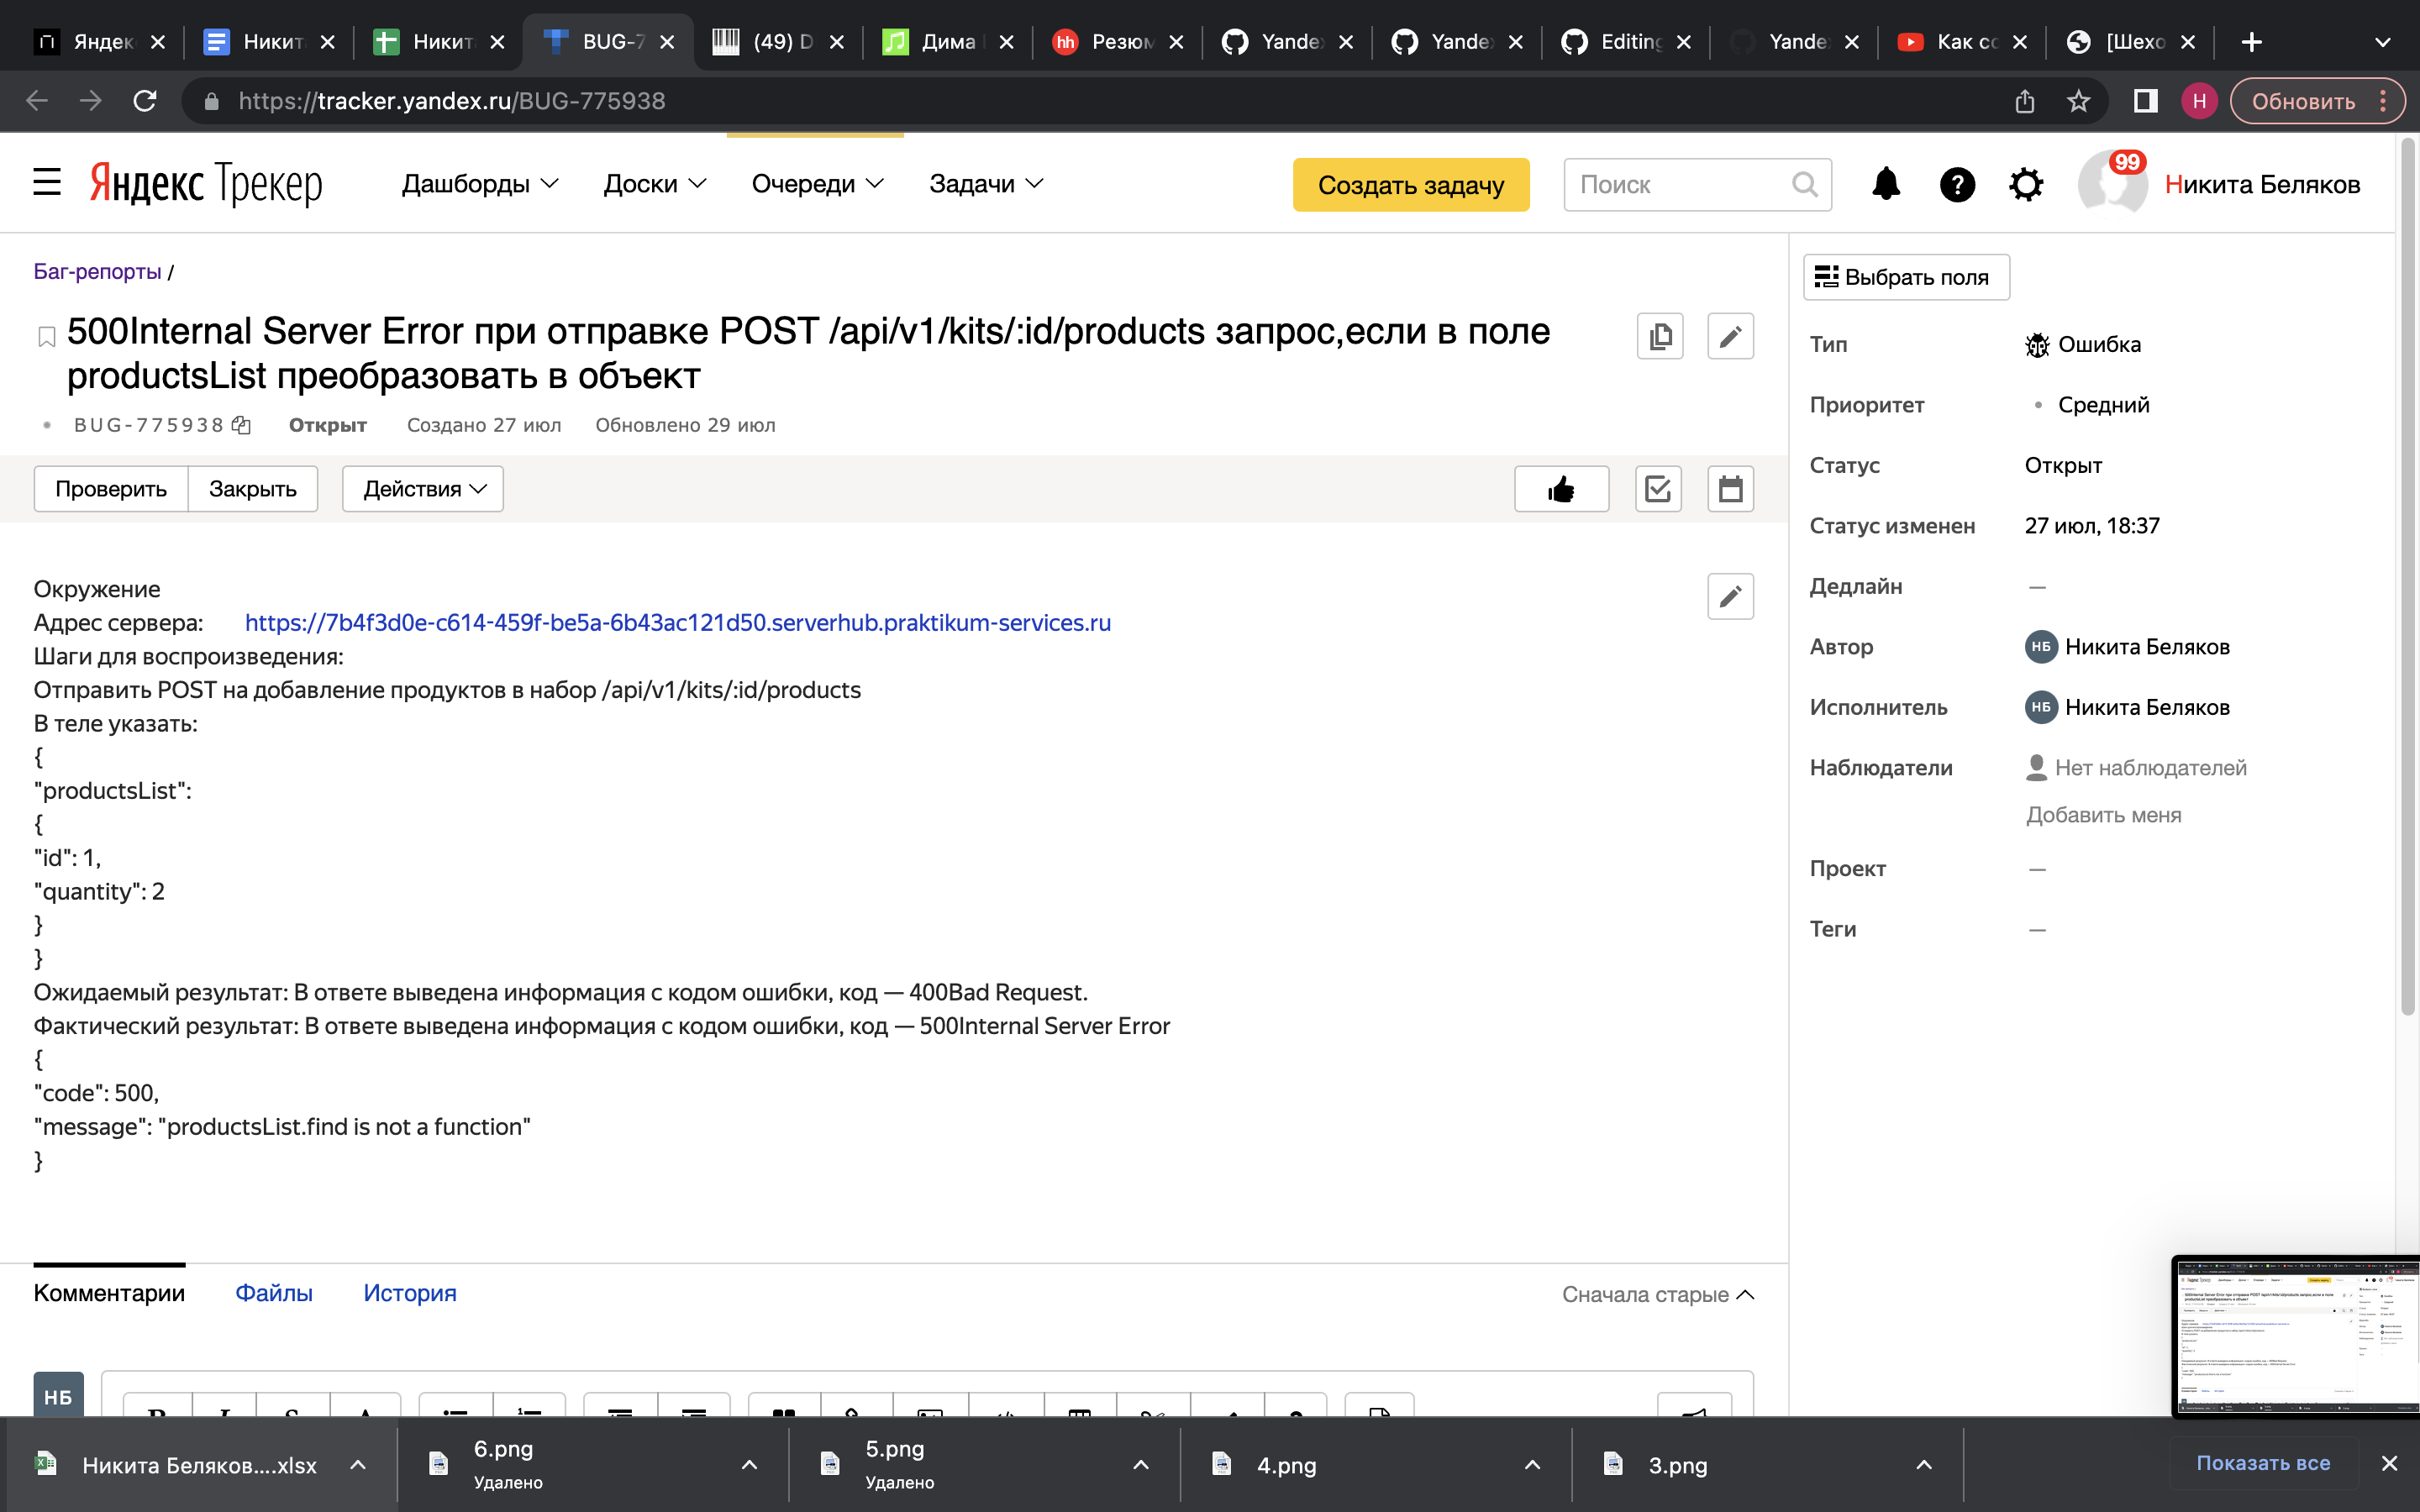 Яндек
Никит
Никит
BUG-7
(49) D
Дима
hh
Резюм
Yande
Yande
Editing
Yande
Как со
[Шехо
https://tracker.yandex.ru/BUG-775938
Н
Обновить
Яндекс Трекер
Дашборды
Доски
Очереди
Задачи
Создать задачу
Поиск
99
Никита Беляков
Баг-репорты /
500Internal Server Error при отправке POST /api/v1/kits/:id/products запрос,если в поле
productsList преобразовать в объект
BUG-775938
Открыт
Создано 27 июл
Обновлено 29 июл
Проверить
Закрыть
Действия
Окружение
Адрес сервера: https://7b4f3d0e-c614-459f-be5a-6b43ac121d50.serverhub.praktikum-services.ru
Шаги для воспроизведения:
Отправить POST на добавление продуктов в набор /api/v1/kits/:id/products
В теле указать:
{
"productsList":
{
"id": 1,
"quantity": 2
}
}
Ожидаемый результат: В ответе выведена информация с кодом ошибки, код — 400Bad Request.
Фактический результат: В ответе выведена информация с кодом ошибки, код — 500Internal Server Error
{
"code": 500,
"message": "productsList.find is not a function"
}
Выбрать поля
Тип Ошибка
Приоритет Средний
Статус Открыт
Статус изменен 27 июл, 18:37
Дедлайн —
Автор НБ Никита Беляков
Исполнитель НБ Никита Беляков
Наблюдатели Нет наблюдателей
Добавить меня
Проект —
Теги —
Комментарии
Файлы
История
Сначала старые
НБ
Никита Беляков....xlsx
6.png
Удалено
5.png
Удалено
4.png
3.png
Показать все